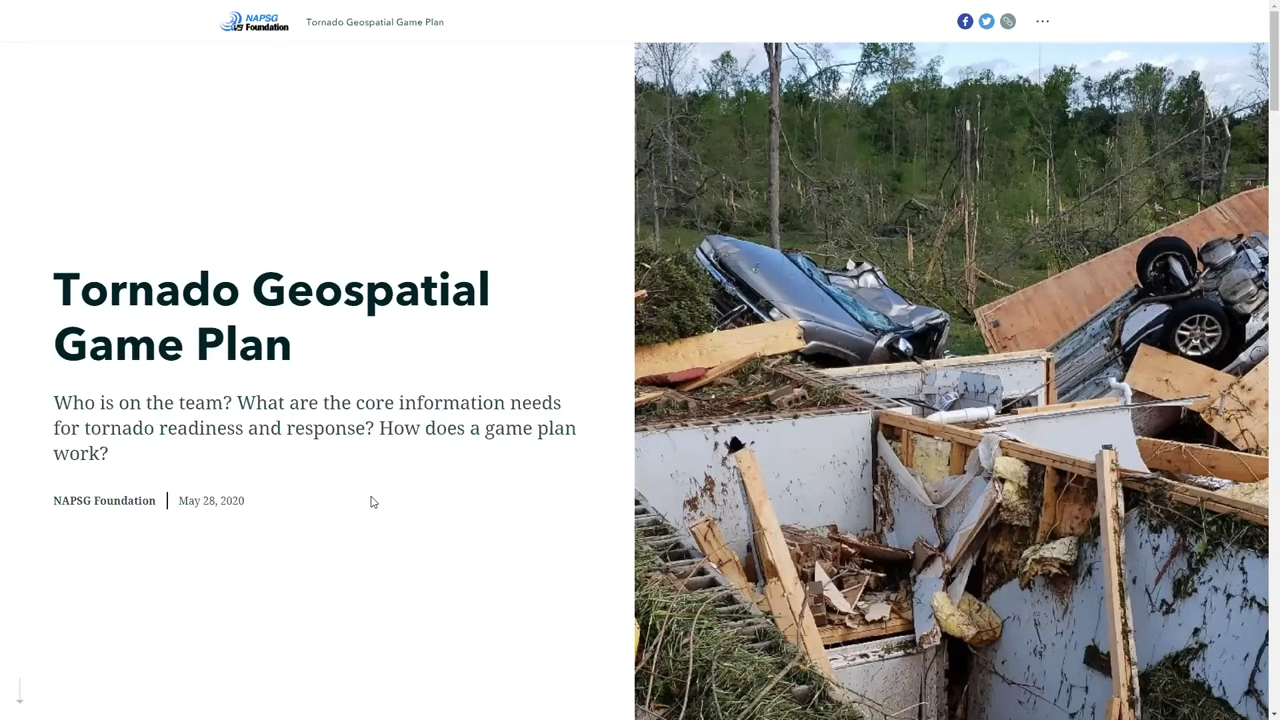 NAPSG
Foundation
Tornado Geospatial Game Plan
Tornado Geospatial
Game Plan
Who is on the team? What are the core information needs
for tornado readiness and response? How does a game plan
work?
NAPSG Foundation
May 28, 2020